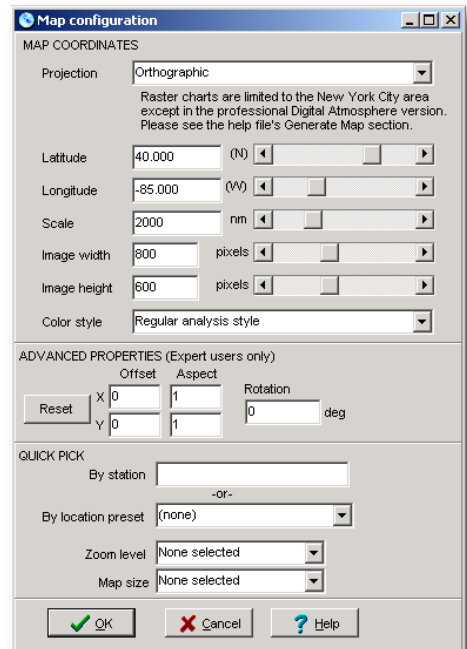 Map configuration
MAP COORDINATES
Projection Orthographic
Raster charts are limited to the New York City area
except in the professional Digital Atmosphere version.
Please see the help file's Generate Map section.
Latitude 40.000 (N)
Longitude -85.000 (W)
Scale 2000 nm
Image width 800 pixels
Image height 600 pixels
Color style Regular analysis style
ADVANCED PROPERTIES (Expert users only)
Offset Aspect
Rotation
Reset X 0 1
0 deg
Y 0 1
QUICK PICK
By station
-or-
By location preset (none)
Zoom level None selected
Map size None selected
OK Cancel ? Help